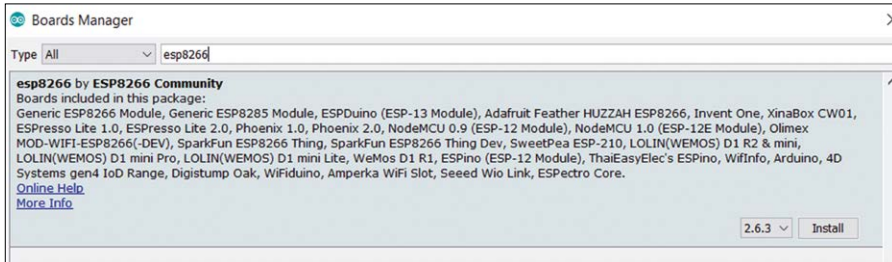 Boards Manager
Type All esp8266
esp8266 by ESP8266 Community
Boards included in this package:
Generic ESP8266 Module, Generic ESP8285 Module, ESPDuino (ESP-13 Module), Adafruit Feather HUZZAH ESP8266, Invent One, XinaBox CW01,
ESPresso Lite 1.0, ESPresso Lite 2.0, Phoenix 1.0, Phoenix 2.0, NodeMCU 0.9 (ESP-12 Module), NodeMCU 1.0 (ESP-12E Module), Olimex
MOD-WIFI-ESP8266(-DEV), SparkFun ESP8266 Thing, SparkFun ESP8266 Thing Dev, SweetPea ESP-210, LOLIN(WEMOS) D1 R2 & mini,
LOLIN(WEMOS) D1 mini Pro, LOLIN(WEMOS) D1 mini Lite, WeMos D1 R1, ESPino (ESP-12 Module), ThaiEasyElec's ESPino, WifInfo, Arduino, 4D
Systems gen4 IoD Range, Digistump Oak, WiFiduino, Amperka WiFi Slot, Seeed Wio Link, ESPectro Core.
Online Help
More Info
2.6.3 Install